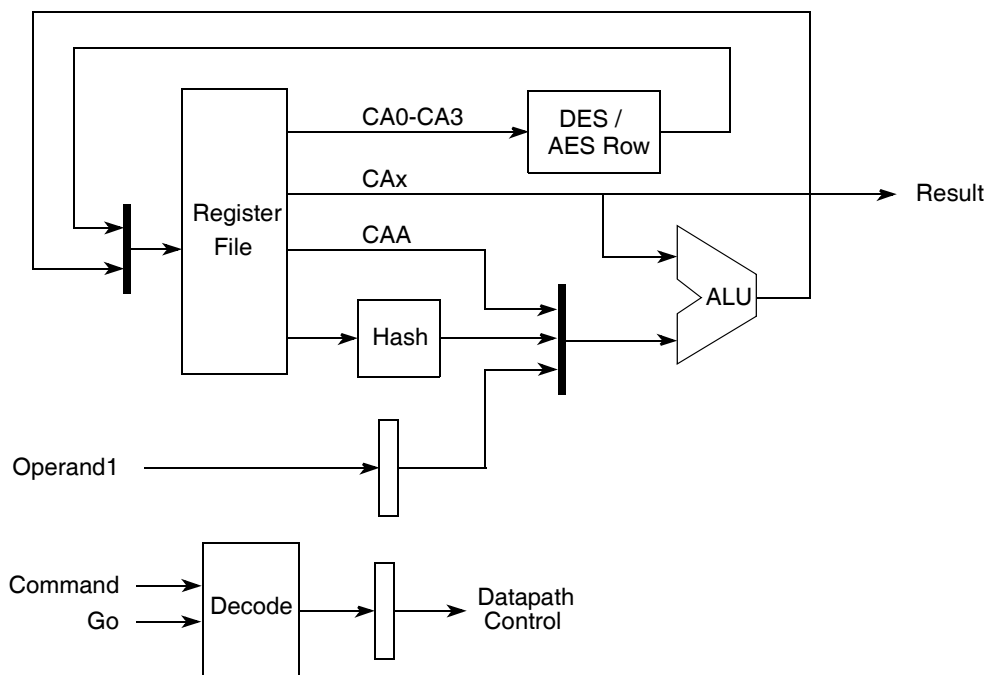 CA0-CA3
DES /
AES Row
CAx
Result
Register
File
CAA
ALU
Hash
Operand1
Command
Go
Decode
Datapath
Control